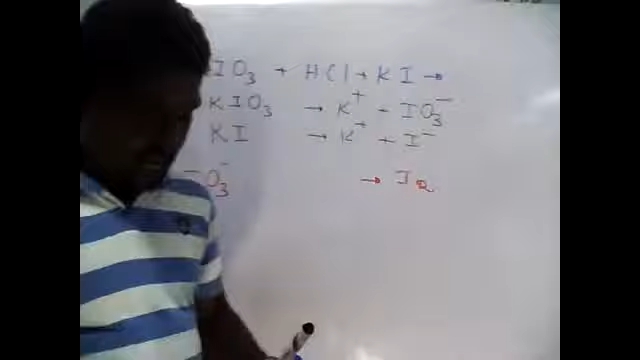 IO₃ + HCl + KI →
KIO₃ → K⁺ + IO₃⁻
KI → K⁺ + I⁻
IO₃⁻ → I₂